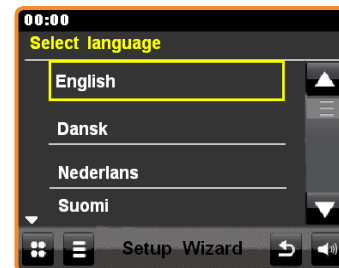 00:00
Select language
English
Dansk
Nederlans
Suomi
Setup Wizard